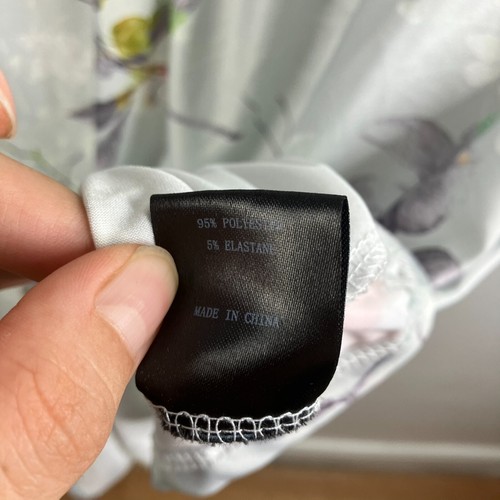 95% POLYESTER
5% ELASTANE
MADE IN CHINA